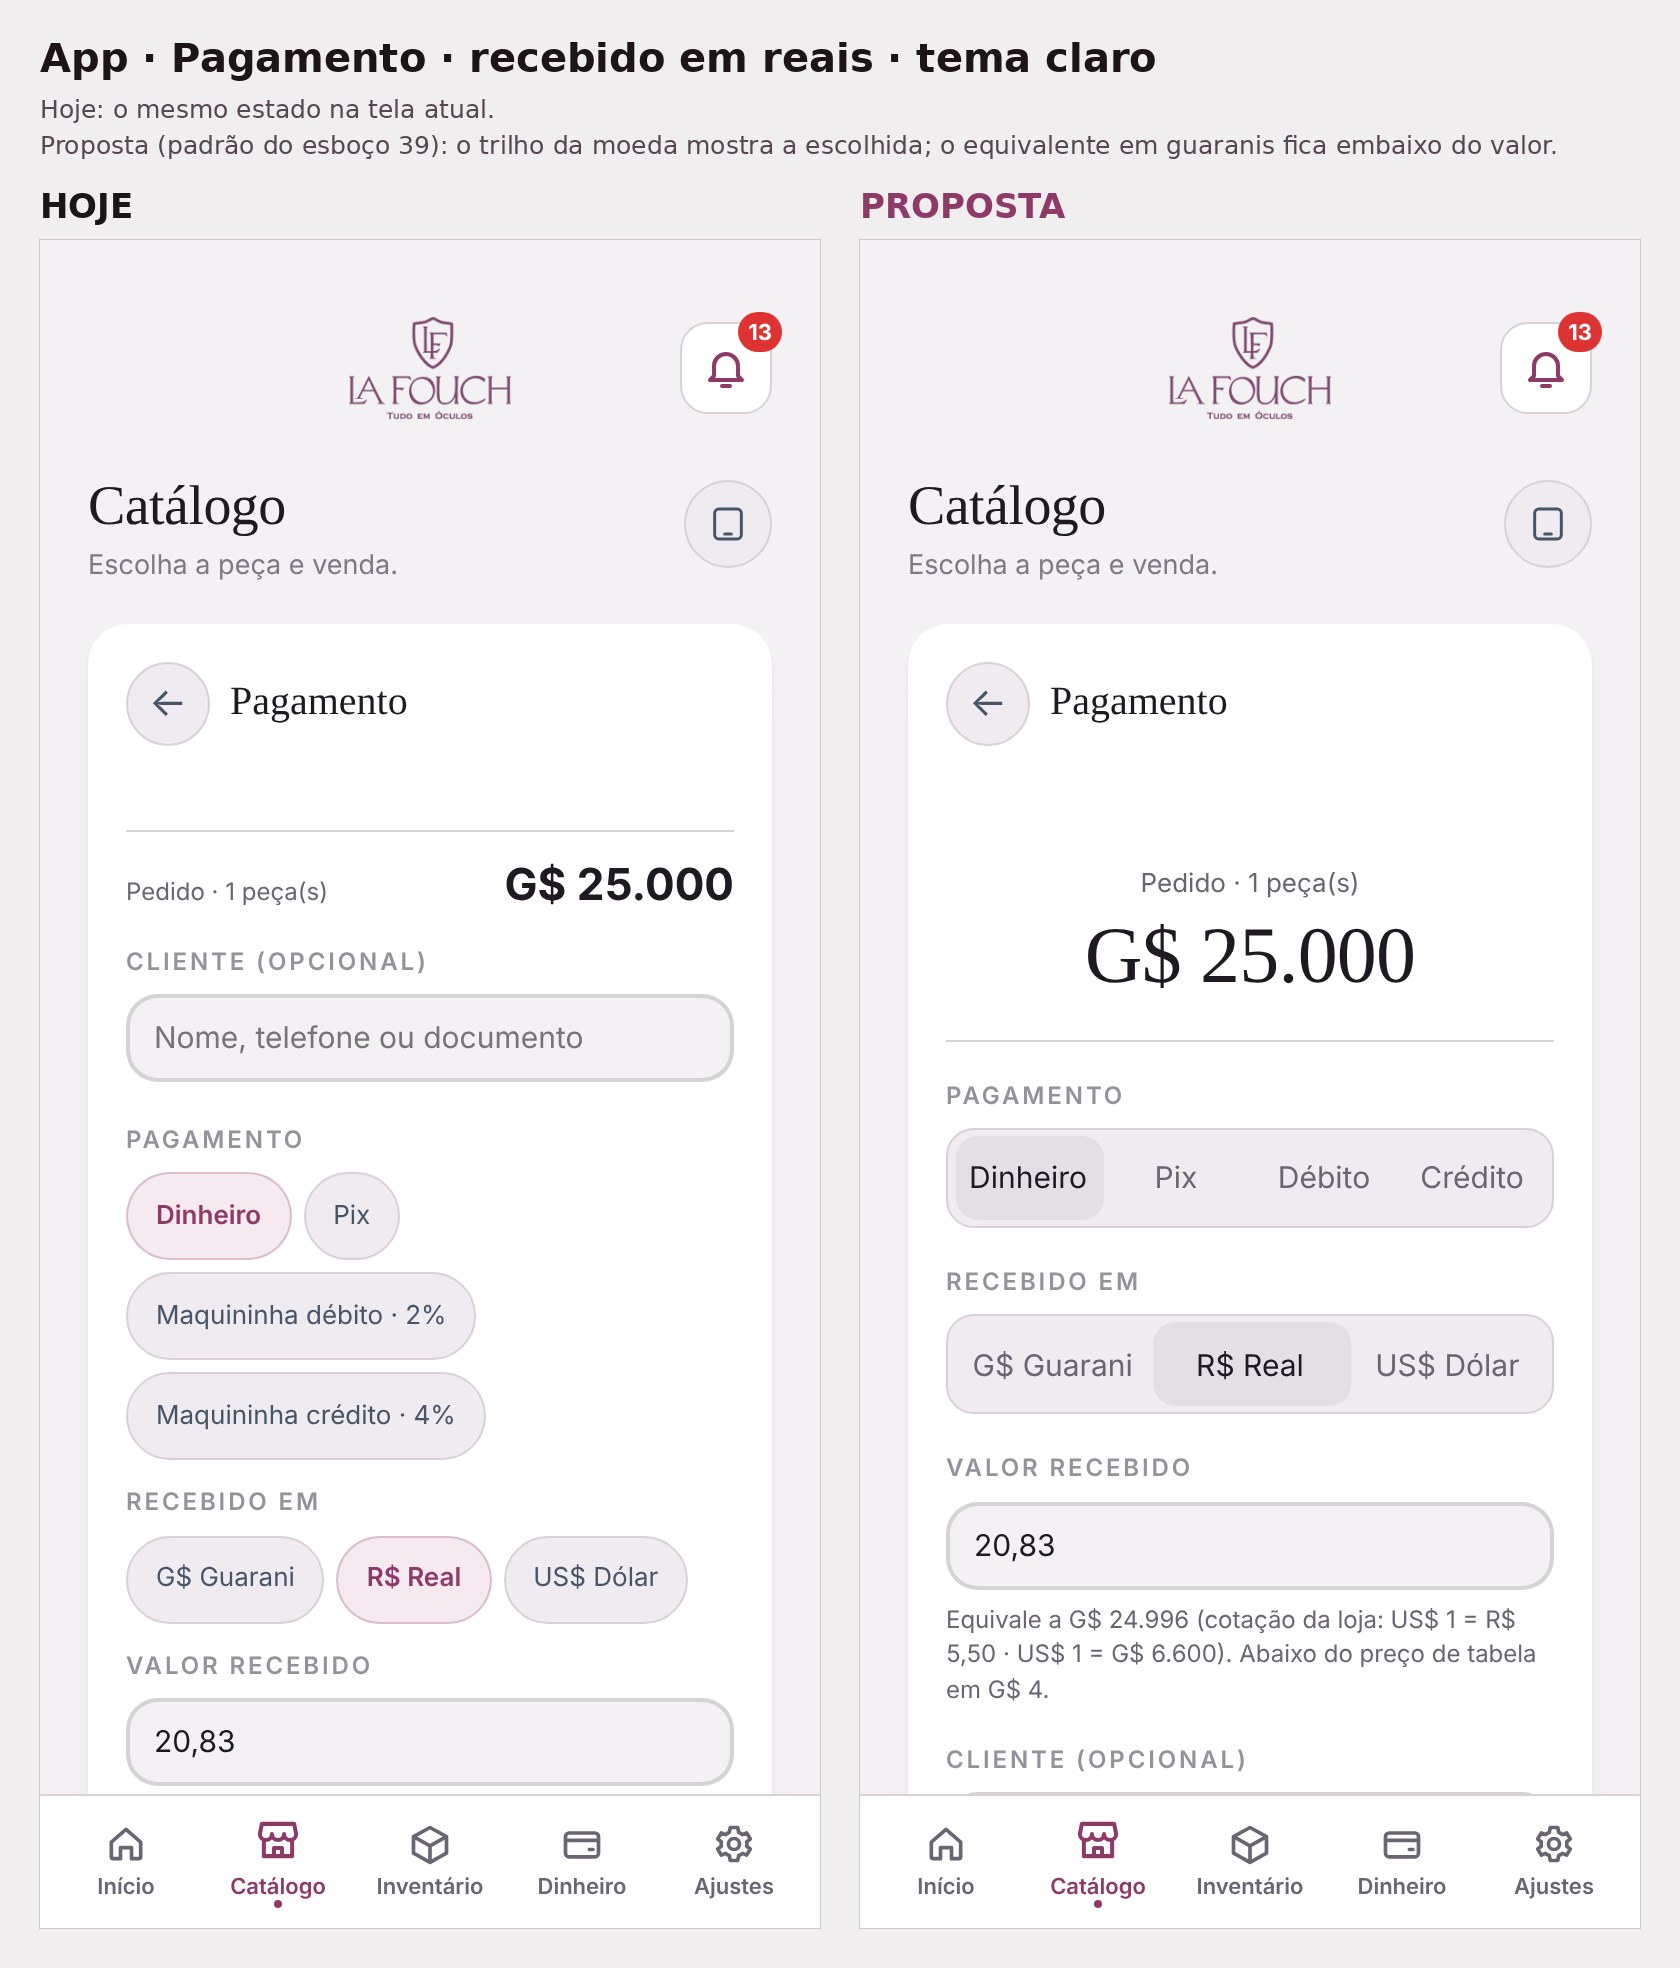 App · Pagamento · recebido em reais · tema claro
Hoje: o mesmo estado na tela atual.
Proposta (padrão do esboço 39): o trilho da moeda mostra a escolhida; o equivalente em guaranis fica embaixo do valor.
HOJE
LF
LA FOUCH
TUDO EM ÓCULOS
13
Catálogo
Escolha a peça e venda.
Pagamento
Pedido · 1 peça(s)
G$ 25.000
CLIENTE (OPCIONAL)
Nome, telefone ou documento
PAGAMENTO
Dinheiro
Pix
Maquininha débito · 2%
Maquininha crédito · 4%
RECEBIDO EM
G$ Guarani
R$ Real
US$ Dólar
VALOR RECEBIDO
20,83
Início
Catálogo
Inventário
Dinheiro
Ajustes
PROPOSTA
LF
LA FOUCH
TUDO EM ÓCULOS
13
Catálogo
Escolha a peça e venda.
Pagamento
Pedido · 1 peça(s)
G$ 25.000
PAGAMENTO
Dinheiro
Pix
Débito
Crédito
RECEBIDO EM
G$ Guarani
R$ Real
US$ Dólar
VALOR RECEBIDO
20,83
Equivale a G$ 24.996 (cotação da loja: US$ 1 = R$
5,50 · US$ 1 = G$ 6.600). Abaixo do preço de tabela
em G$ 4.
CLIENTE (OPCIONAL)
Início
Catálogo
Inventário
Dinheiro
Ajustes